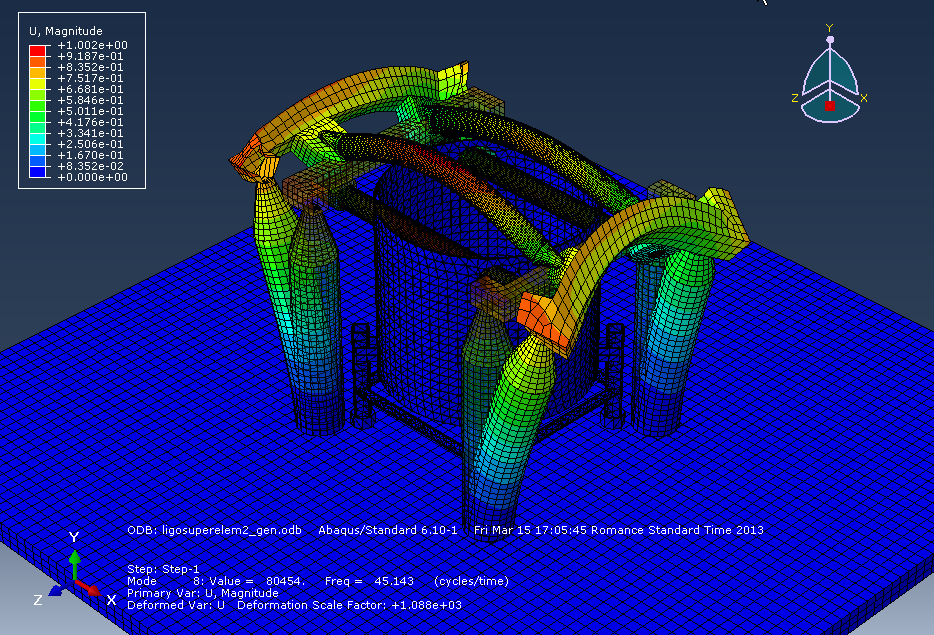 U, Magnitude
+1.002e+00
+9.187e-01
+8.352e-01
+7.517e-01
+6.681e-01
+5.846e-01
+5.011e-01
+4.176e-01
+3.341e-01
+2.506e-01
+1.670e-01
+8.352e-02
+0.000e+00
Y
Z X
ODB: ligosuperelem2_gen.odb Abaqus/Standard 6.10-1 Fri Mar 15 17:05:45 Romance Standard Time 2013
Y
Z X
Step: Step-1
Mode 8: Value = 80454. Freq = 45.143 (cycles/time)
Primary Var: U, Magnitude
Deformed Var: U Deformation Scale Factor: +1.088e+03